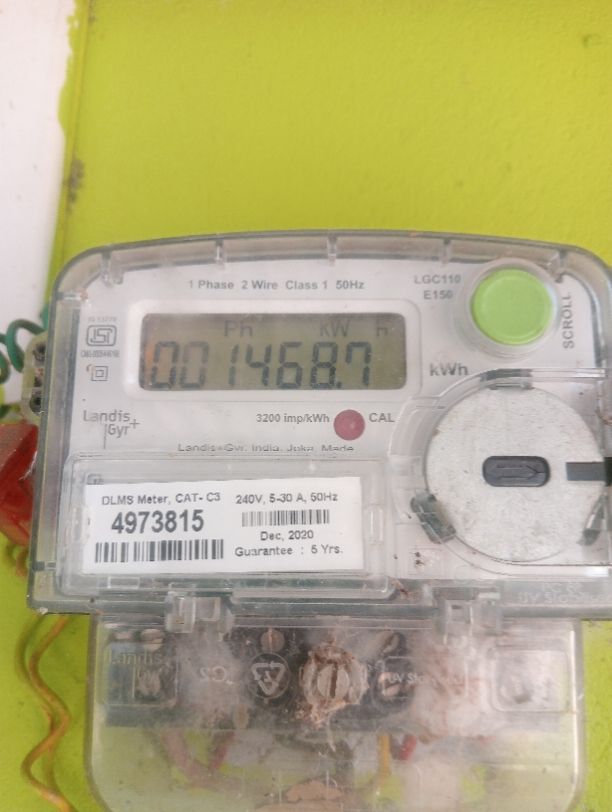 1 Phase 2 Wire Class 1 50Hz
LGC110
E150
SCROLL
Ph kW h
001468.7
kWh
Landis
Gyr+
3200 imp/kWh CAL
Landis+Gyr, India, Joka, Made
DLMS Meter, CAT- C3 240V, 5-30 A, 50Hz
4973815
Dec, 2020
Guarantee : 5 Yrs.
Landis
Gyr